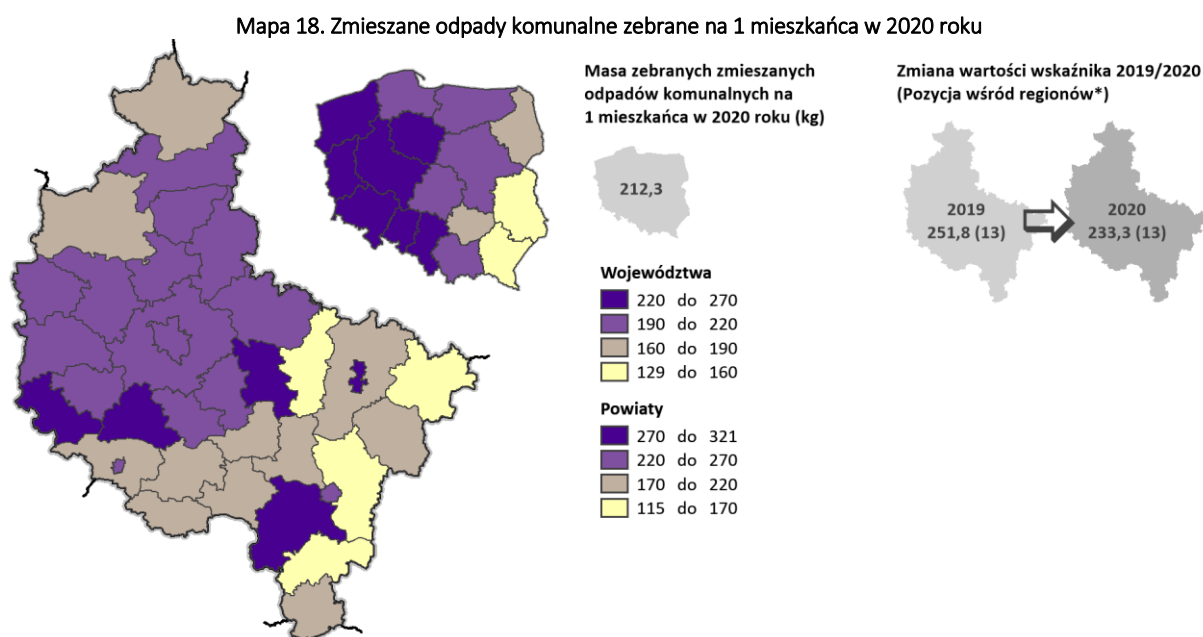 Mapa 18. Zmieszane odpady komunalne zebrane na 1 mieszkańca w 2020 roku
Masa zebranych zmieszanych
odpadów komunalnych na
1 mieszkańca w 2020 roku (kg)
212,3
Zmiana wartości wskaźnika 2019/2020
(Pozycja wśród regionów*)
2019
251,8 (13)
2020
233,3 (13)
Województwa
220 do 270
190 do 220
160 do 190
129 do 160
Powiaty
270 do 321
220 do 270
170 do 220
115 do 170